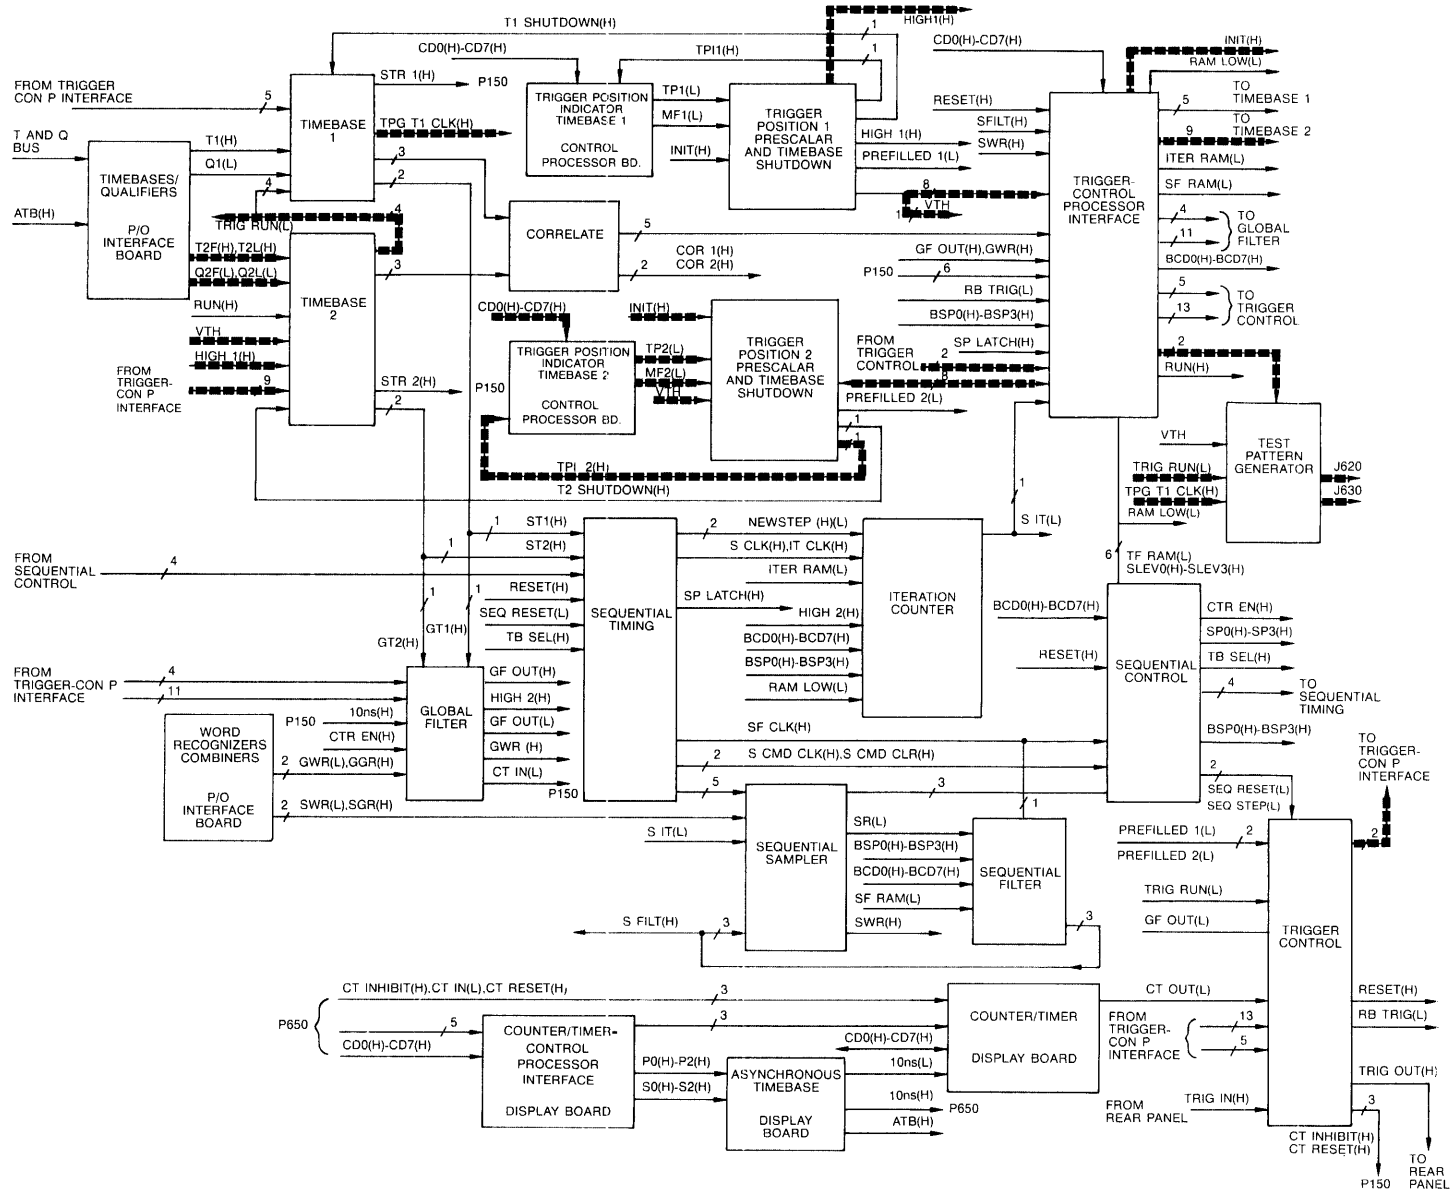 T1 SHUTDOWN(H)
1
HIGH1(H)
CD0(H)-CD7(H)
TPI1(H)
1
CD0(H)-CD7(H)
INIT(H)
RAM LOW(L)
FROM TRIGGER
CON P INTERFACE
5
TIMEBASE
1
STR 1(H)
P150
TPG T1 CLK(H)
3
2
TRIGGER POSITION
INDICATOR
TIMEBASE 1
CONTROL
PROCESSOR BD.
TP1(L)
MF1(L)
INIT(H)
TRIGGER
POSITION 1
PRESCALAR
AND TIMEBASE
SHUTDOWN
HIGH 1(H)
PREFILLED 1(L)
8
1
VTH
RESET(H)
SFILT(H)
SWR(H)
TRIGGER-
CONTROL
PROCESSOR
INTERFACE
5
TO
TIMEBASE 1
9
TO
TIMEBASE 2
ITER RAM(L)
SF RAM(L)
4
11
TO
GLOBAL
FILTER
BCD0(H)-BCD7(H)
5
13
TO
TRIGGER
CONTROL
2
RUN(H)
T AND Q
BUS
ATB(H)
TIMEBASES/
QUALIFIERS
P/O
INTERFACE
BOARD
T1(H)
Q1(L)
4
4
TRIG RUN(L)
T2F(H),T2L(H)
Q2F(L),Q2L(L)
RUN(H)
VTH
HIGH 1(H)
9
FROM
TRIGGER-
CON P
INTERFACE
TIMEBASE
2
3
STR 2(H)
2
P150
CORRELATE
5
COR 1(H)
COR 2(H)
2
GF OUT(H),GWR(H)
P150
6
RB TRIG(L)
BSP0(H)-BSP3(H)
SP LATCH(H)
FROM
TRIGGER
CONTROL
2
8
CD0(H)-CD7(H)
INIT(H)
TRIGGER POSITION
INDICATOR
TIMEBASE 2
CONTROL
PROCESSOR BD.
TP2(L)
MF2(L)
VTH
TRIGGER
POSITION 2
PRESCALAR
AND TIMEBASE
SHUTDOWN
PREFILLED 2(L)
1
1
TPI 2(H)
T2 SHUTDOWN(H)
VTH
TRIG RUN(L)
TPG T1 CLK(H)
RAM LOW(L)
TEST
PATTERN
GENERATOR
J620
J630
1
S IT(L)
6
TF RAM(L)
SLEV0(H)-SLEV3(H)
FROM
SEQUENTIAL
CONTROL
4
1
ST1(H)
1
ST2(H)
RESET(H)
SEQ RESET(L)
TB SEL(H)
SEQUENTIAL
TIMING
2
NEWSTEP (H)(L)
S CLK(H),IT CLK(H)
ITER RAM(L)
SP LATCH(H)
HIGH 2(H)
BCD0(H)-BCD7(H)
BSP0(H)-BSP3(H)
RAM LOW(L)
ITERATION
COUNTER
1
1
GT2(H)
GT1(H)
FROM
TRIGGER-CON P
INTERFACE
4
11
10ns(H)
P150
CTR EN(H)
GLOBAL
FILTER
GF OUT(H)
HIGH 2(H)
GF OUT(L)
GWR (H)
CT IN(L)
P150
WORD
RECOGNIZERS
COMBINERS
P/O
INTERFACE
BOARD
2
GWR(L),GGR(H)
2
SWR(L),SGR(H)
SF CLK(H)
2
S CMD CLK(H),S CMD CLR(H)
5
3
1
BCD0(H)-BCD7(H)
RESET(H)
SEQUENTIAL
CONTROL
CTR EN(H)
SP0(H)-SP3(H)
TB SEL(H)
4
TO
SEQUENTIAL
TIMING
BSP0(H)-BSP3(H)
2
SEQ RESET(L)
SEQ STEP(L)
TO
TRIGGER-
CON P
INTERFACE
2
S IT(L)
SEQUENTIAL
SAMPLER
SR(L)
BSP0(H)-BSP3(H)
BCD0(H)-BCD7(H)
SF RAM(L)
SWR(H)
SEQUENTIAL
FILTER
3
S FILT(H)
3
PREFILLED 1(L)
2
PREFILLED 2(L)
TRIG RUN(L)
GF OUT(L)
TRIGGER
CONTROL
P650
CT INHIBIT(H),CT IN(L),CT RESET(H)
3
5
CD0(H)-CD7(H)
COUNTER/TIMER-
CONTROL
PROCESSOR
INTERFACE
DISPLAY BOARD
3
P0(H)-P2(H)
S0(H)-S2(H)
ASYNCHRONOUS
TIMEBASE
DISPLAY
BOARD
CD0(H)-CD7(H)
10ns(L)
10ns(H)
P650
ATB(H)
COUNTER/TIMER
DISPLAY BOARD
CT OUT(L)
FROM
TRIGGER-
CON P
INTERFACE
13
5
FROM
REAR PANEL
TRIG IN(H)
RESET(H)
RB TRIG(L)
TRIG OUT(H)
3
CT INHIBIT(H)
CT RESET(H)
P150
TO
REAR
PANEL